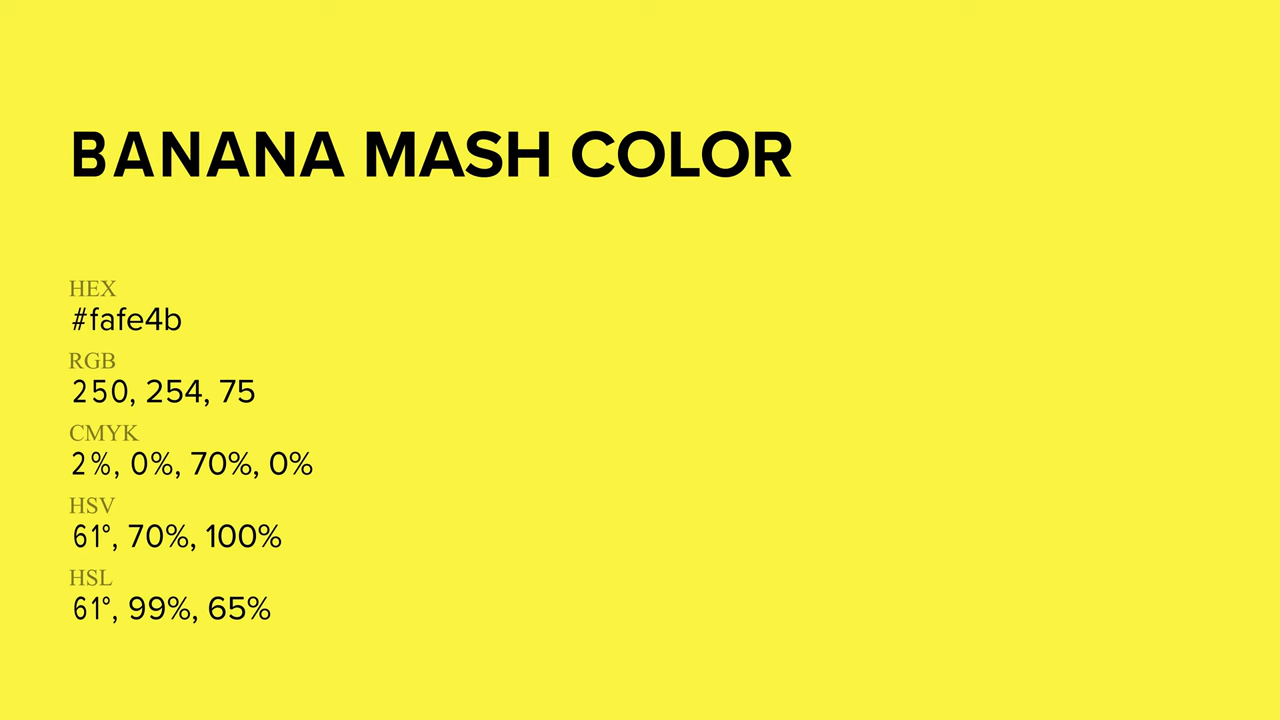 BANANA MASH COLOR
HEX
#fafe4b
RGB
250, 254, 75
CMYK
2%, 0%, 70%, 0%
HSV
61°, 70%, 100%
HSL
61°, 99%, 65%